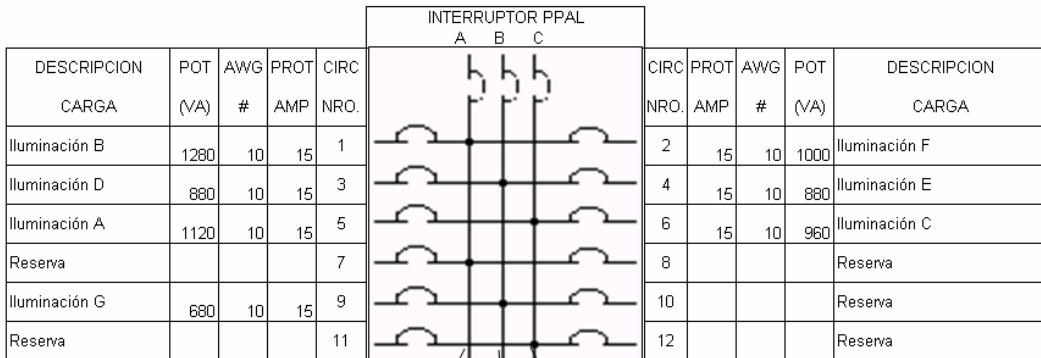 INTERRUPTOR PPAL
A B C
DESCRIPCION POT AWG PROT CIRC CIRC PROT AWG POT DESCRIPCION
CARGA (VA) # AMP NRO. NRO. AMP # (VA) CARGA
Iluminación B 1280 10 15 1 2 15 10 1000 Iluminación F
Iluminación D 880 10 15 3 4 15 10 880 Iluminación E
Iluminación A 1120 10 15 5 6 15 10 960 Iluminación C
Reserva 7 8 Reserva
Iluminación G 680 10 15 9 10 Reserva
Reserva 11 12 Reserva